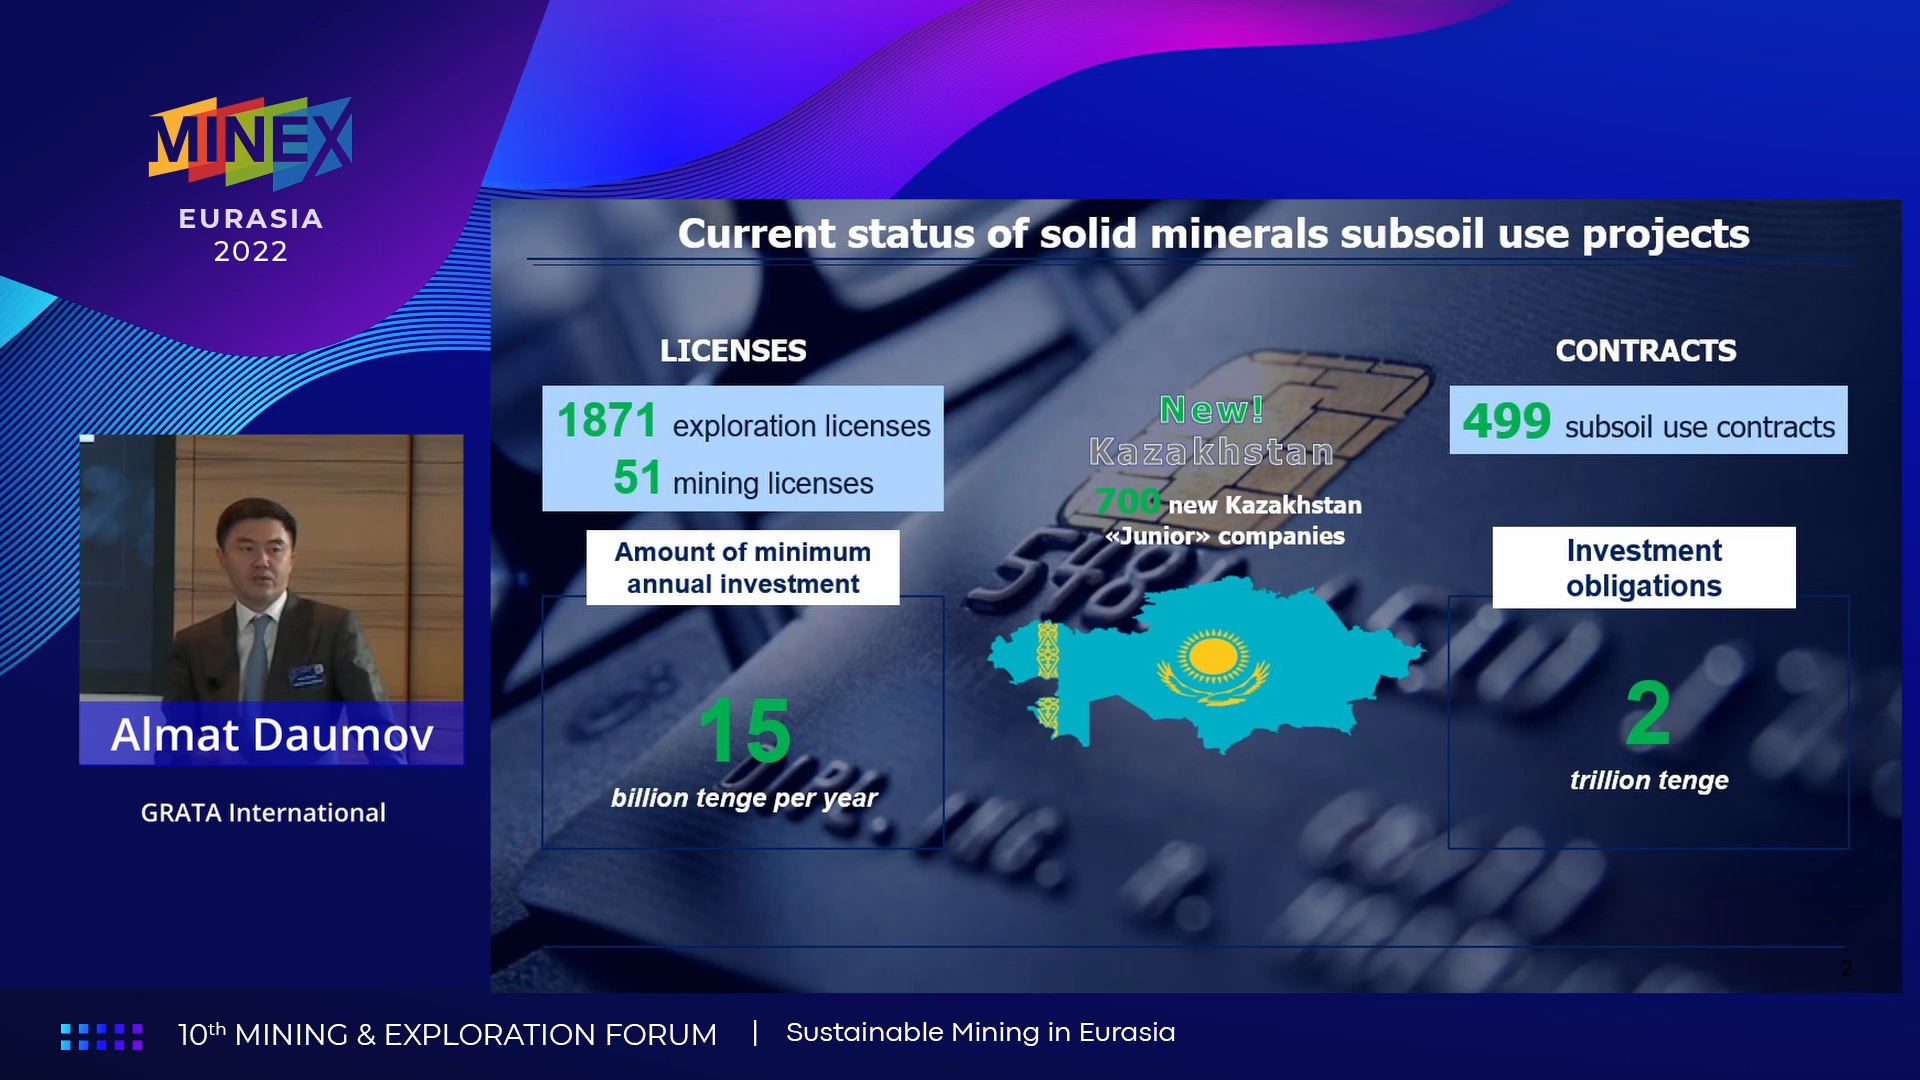 MINEX
EURASIA
2022
Current status of solid minerals subsoil use projects
LICENSES
1871 exploration licenses
51 mining licenses
Amount of minimum
annual investment
15
billion tenge per year
New!
Kazakhstan
700 new Kazakhstan
«Junior» companies
CONTRACTS
499 subsoil use contracts
Investment
obligations
2
trillion tenge
2
Almat Daumov
GRATA International
10th MINING & EXPLORATION FORUM | Sustainable Mining in Eurasia